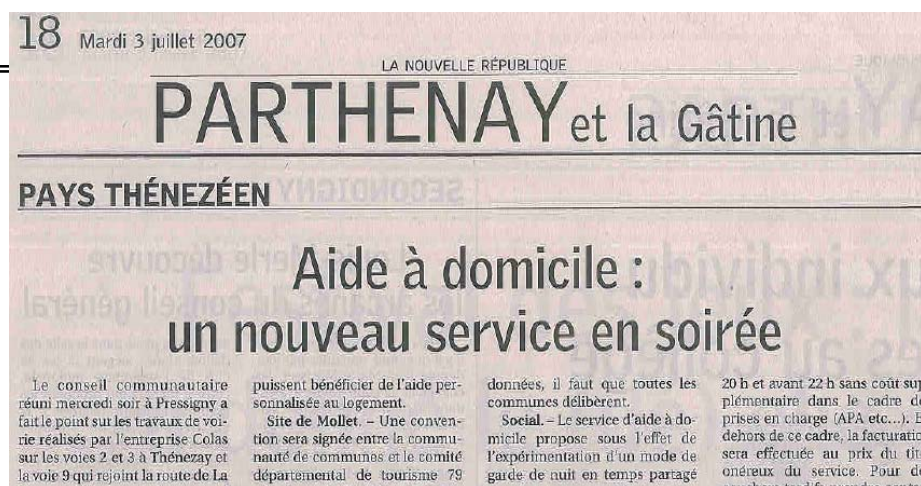 18 Mardi 3 juillet 2007
LA NOUVELLE RÉPUBLIQUE
PARTHENAY et la Gâtine
PAYS THÉNEZÉEN
Aide à domicile :
un nouveau service en soirée
Le conseil communautaire
réuni mercredi soir à Pressigny a
fait le point sur les travaux de voi-
rie réalisés par l'entreprise Colas
sur les voies 2 et 3 à Thénezay et
la voie 9 qui rejoint la route de La
puissent bénéficier de l'aide per-
sonnalisée au logement.
Site de Mollet. – Une conven-
tion sera signée entre la commu-
nauté de communes et le comité
départemental de tourisme 79
données, il faut que toutes les
communes délibèrent.
Social. – Le service d'aide à do-
micile propose sous l'effet de
l'expérimentation d'un mode de
garde de nuit en temps partagé
20 h et avant 22 h sans coût sup
plémentaire dans le cadre de
prises en charge (APA etc...). E
dehors de ce cadre, la facturatio
sera effectuée au prix du titr
onéreux du service. Pour de